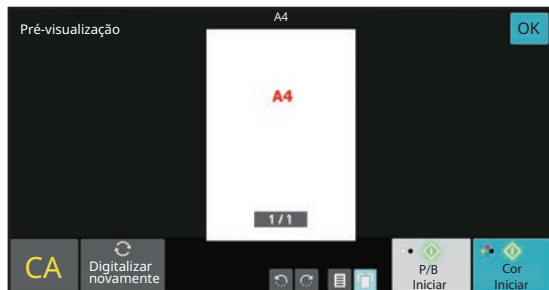 A4
Pré-visualização
OK
A4
1 / 1
CA
Digitalizar
novamente
P/B
Iniciar
Cor
Iniciar